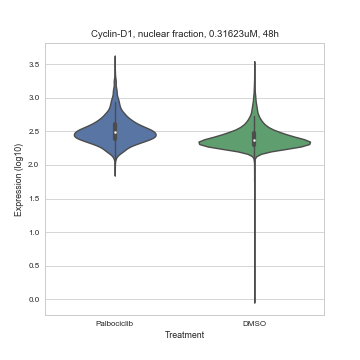 Cyclin-D1, nuclear fraction, 0.31623uM, 48h
3.5
3.0
2.5
2.0
1.5
1.0
0.5
0.0
Expression (log10)
Palbociclib
DMSO
Treatment